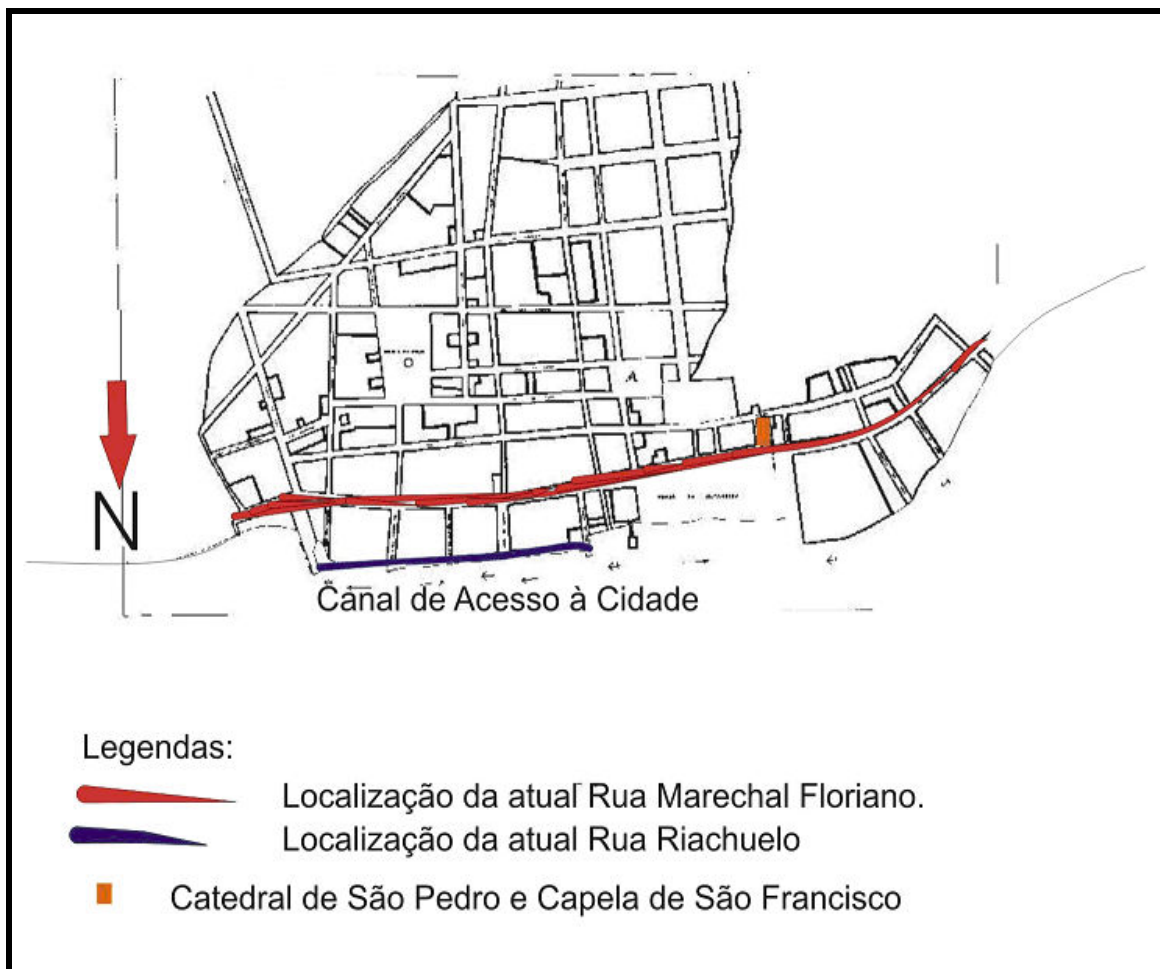 A
N
Canal de Acesso à Cidade
Legendas:
Localização da atual Rua Marechal Floriano.
Localização da atual Rua Riachuelo
Catedral de São Pedro e Capela de São Francisco